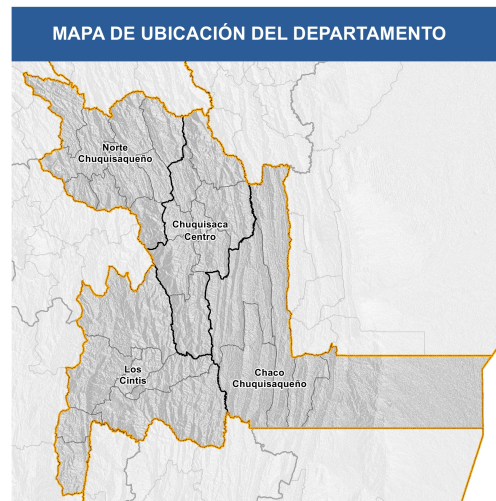 MAPA DE UBICACIÓN DEL DEPARTAMENTO
Norte
Chuquisaqueño
Chuquisaca
Centro
Los
Cintis
Chaco
Chuquisaqueño